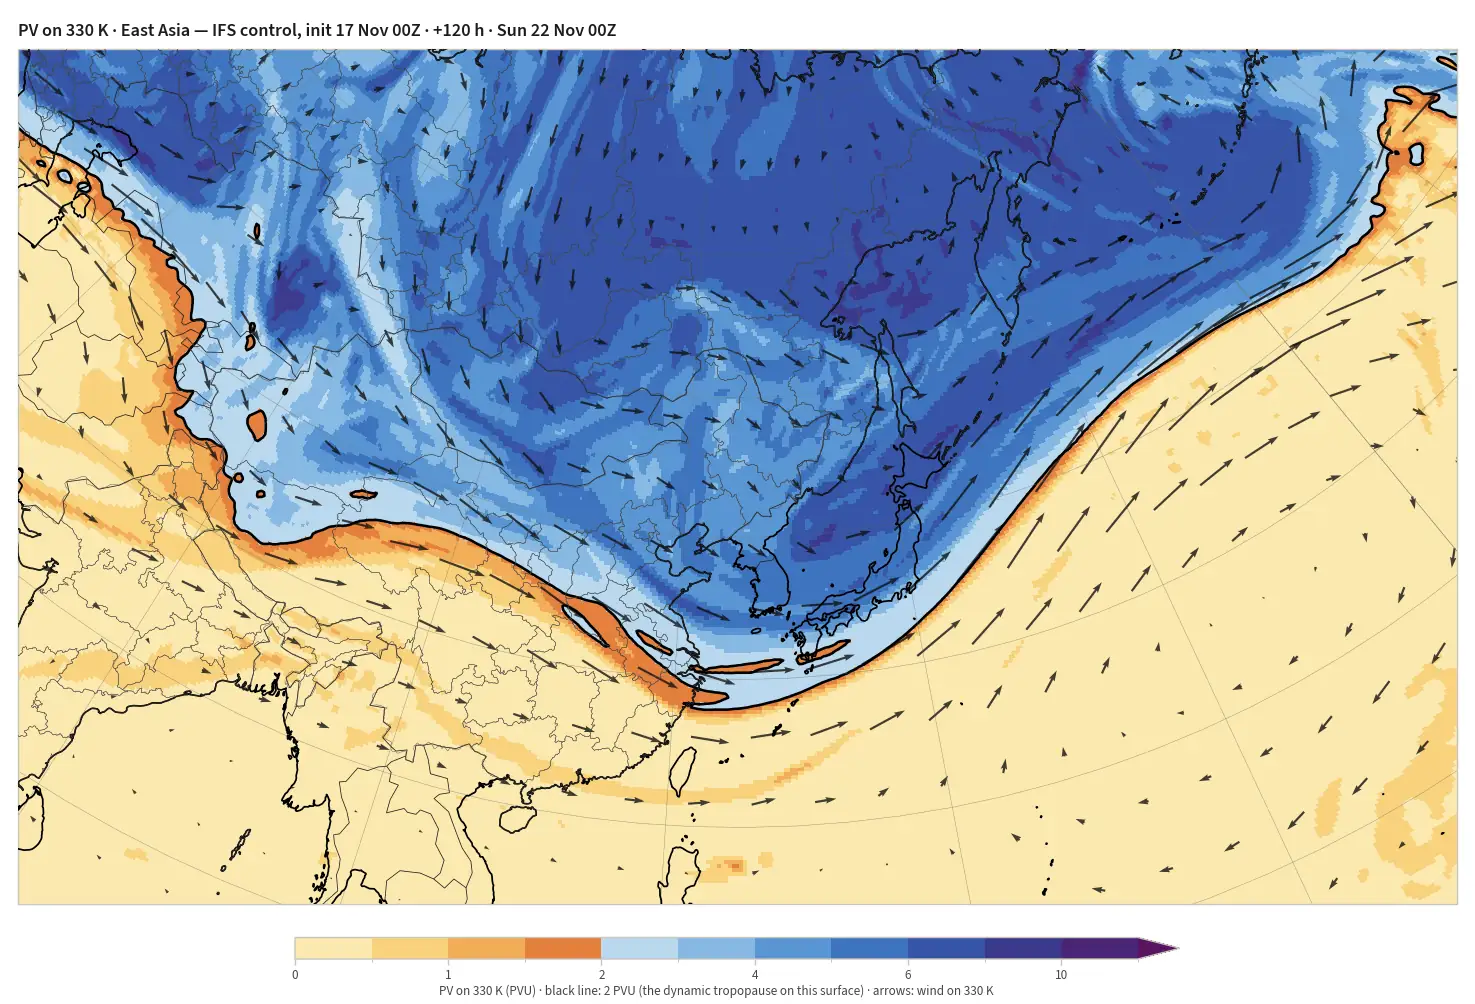 PV on 330 K · East Asia — IFS control, init 17 Nov 00Z · +120 h · Sun 22 Nov 00Z
0 1 2 4 6 10
PV on 330 K (PVU) · black line: 2 PVU (the dynamic tropopause on this surface) · arrows: wind on 330 K